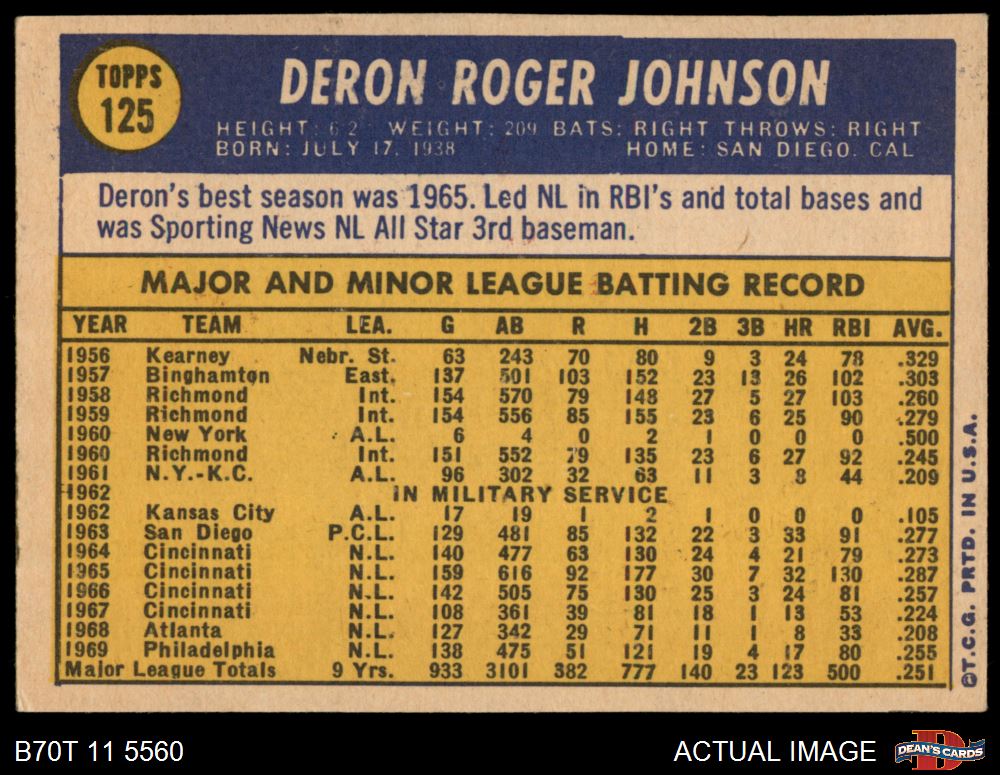 TOPPS
125
DERON ROGER JOHNSON
HEIGHT: 6 2 WEIGHT: 209 BATS: RIGHT THROWS: RIGHT
BORN: JULY 17, 1938 HOME: SAN DIEGO. CAL
Deron's best season was 1965. Led NL in RBI's and total bases and
was Sporting News NL All Star 3rd baseman.
MAJOR AND MINOR LEAGUE BATTING RECORD
YEAR TEAM LEA. G AB R H 2B 3B HR RBI AVG.
1956 Kearney Nebr. St. 63 243 70 80 9 3 24 78 .329
1957 Binghamton East. 137 501 103 152 23 13 26 102 .303
1958 Richmond Int. 154 570 79 148 27 5 27 103 .260
1959 Richmond Int. 154 556 85 155 23 6 25 90 .279
1960 New York A.L. 6 4 0 2 1 0 0 0 .500
1960 Richmond Int. 151 552 79 135 23 6 27 92 .245
1961 N.Y.-K.C. A.L. 96 302 32 63 11 3 8 44 .209
1962 IN MILITARY SERVICE
1962 Kansas City A.L. 17 19 1 2 1 0 0 0 .105
1963 San Diego P.C.L. 129 481 85 132 22 3 33 91 .277
1964 Cincinnati N.L. 140 477 63 130 24 4 21 79 .273
1965 Cincinnati N.L. 159 616 92 177 30 7 32 130 .287
1966 Cincinnati N.L. 142 505 75 130 25 3 24 81 .257
1967 Cincinnati N.L. 108 361 39 81 18 1 13 53 .224
1968 Atlanta N.L. 127 342 29 71 11 1 8 33 .208
1969 Philadelphia N.L. 138 475 51 121 19 4 17 80 .255
Major League Totals 9 Yrs. 933 3101 382 777 140 23 123 500 .251
©T.C.G. PRTD. IN U.S.A.
B70T 11 5560
ACTUAL IMAGE
B
DEAN'S CARDS